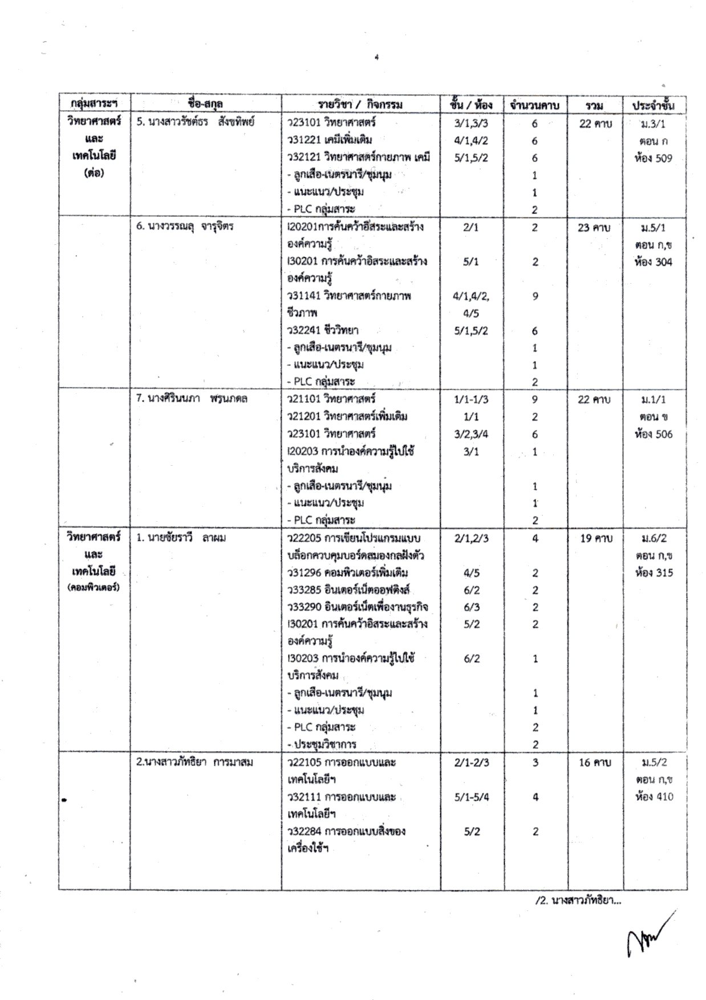 4
กลุ่มสาระฯ ชื่อ-สกุล รายวิชา / กิจกรรม ชั้น / ห้อง จำนวนคาบ รวม ประจำชั้น
วิทยาศาสตร์ 5. นางสาวรัชต์ธร สังขทิพย์ ว23101 วิทยาศาสตร์ 3/1,3/3 6 22 คาบ ม.3/1
และ ว31221 เคมีเพิ่มเติม 4/1,4/2 6 ตอน ก
เทคโนโลยี ว32121 วิทยาศาสตร์กายภาพ เคมี 5/1,5/2 6 ห้อง 509
(ต่อ) - ลูกเสือ-เนตรนารี/ชุมนุม 1
- แนะแนว/ประชุม 1
- PLC กลุ่มสาระ 2
6. นางวรรณลุ จารุจิตร I20201การค้นคว้าอิสระและสร้าง 2/1 2 23 คาบ ม.5/1
องค์ความรู้ ตอน ก,ข
I30201 การค้นคว้าอิสระและสร้าง 5/1 2 ห้อง 304
องค์ความรู้
ว31141 วิทยาศาสตร์กายภาพ 4/1,4/2, 9
ชีวภาพ 4/5
ว32241 ชีววิทยา 5/1,5/2 6
- ลูกเสือ-เนตรนารี/ชุมนุม 1
- แนะแนว/ประชุม 1
- PLC กลุ่มสาระ 2
7. นางศิรินนภา พรนภดล ว21101 วิทยาศาสตร์ 1/1-1/3 9 22 คาบ ม.1/1
ว21201 วิทยาศาสตร์เพิ่มเติม 1/1 2 ตอน ข
ว23101 วิทยาศาสตร์ 3/2,3/4 6 ห้อง 506
I20203 การนำองค์ความรู้ไปใช้ 3/1 1
บริการสังคม
- ลูกเสือ-เนตรนารี/ชุมนุม 1
- แนะแนว/ประชุม 1
- PLC กลุ่มสาระ 2
วิทยาศาสตร์ 1. นายชัยราวี ลาผม ว22205 การเขียนโปรแกรมแบบ 2/1,2/3 4 19 คาบ ม.6/2
และ บล็อกควบคุมบอร์ดสมองกลฝังตัว ตอน ก,ข
เทคโนโลยี ว31296 คอมพิวเตอร์เพิ่มเติม 4/5 2 ห้อง 315
(คอมพิวเตอร์) ว33285 อินเตอร์เน็ตออฟติงส์ 6/2 2
ว33290 อินเตอร์เน็ตเพื่องานธุรกิจ 6/3 2
I30201 การค้นคว้าอิสระและสร้าง 5/2 2
องค์ความรู้
I30203 การนำองค์ความรู้ไปใช้ 6/2 1
บริการสังคม
- ลูกเสือ-เนตรนารี/ชุมนุม 1
- แนะแนว/ประชุม 1
- PLC กลุ่มสาระ 2
- ประชุมวิชาการ 2
2.นางสาวภัทธิยา การมาสม ว22105 การออกแบบและ 2/1-2/3 3 16 คาบ ม.5/2
เทคโนโลยีฯ ตอน ก,ข
ว32111 การออกแบบและ 5/1-5/4 4 ห้อง 410
เทคโนโลยีฯ
ว32284 การออกแบบสิ่งของ 5/2 2
เครื่องใช้ฯ
/2. นางสาวภัทธิยา...